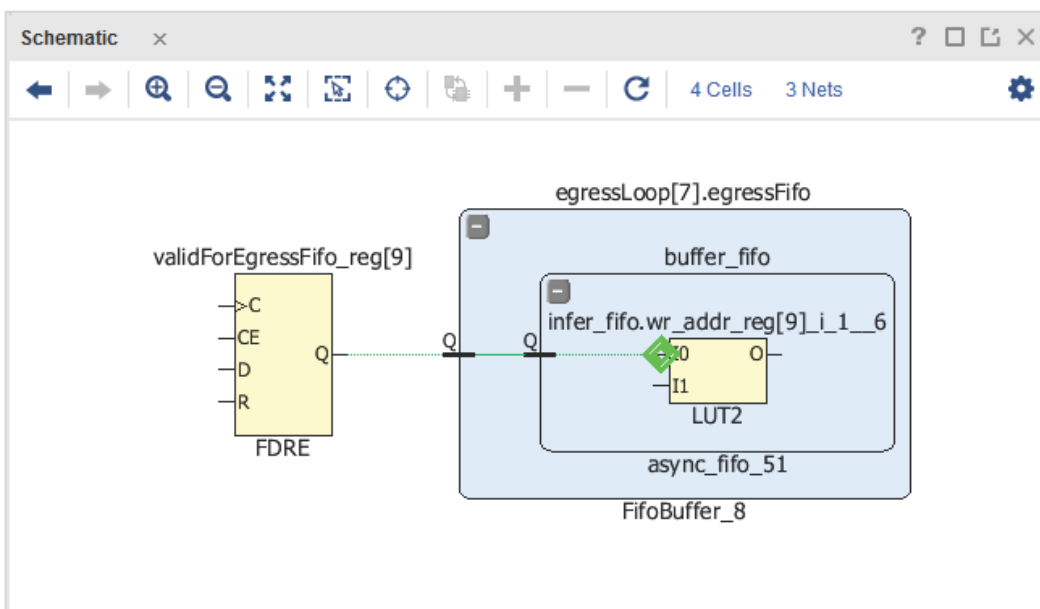 Schematic
4 Cells 3 Nets
egressLoop[7].egressFifo
validForEgressFifo_reg[9]
buffer_fifo
infer_fifo.wr_addr_reg[9]_i_1__6
C
CE
D
R
Q
Q
Q
I0
O
I1
LUT2
FDRE
async_fifo_51
FifoBuffer_8